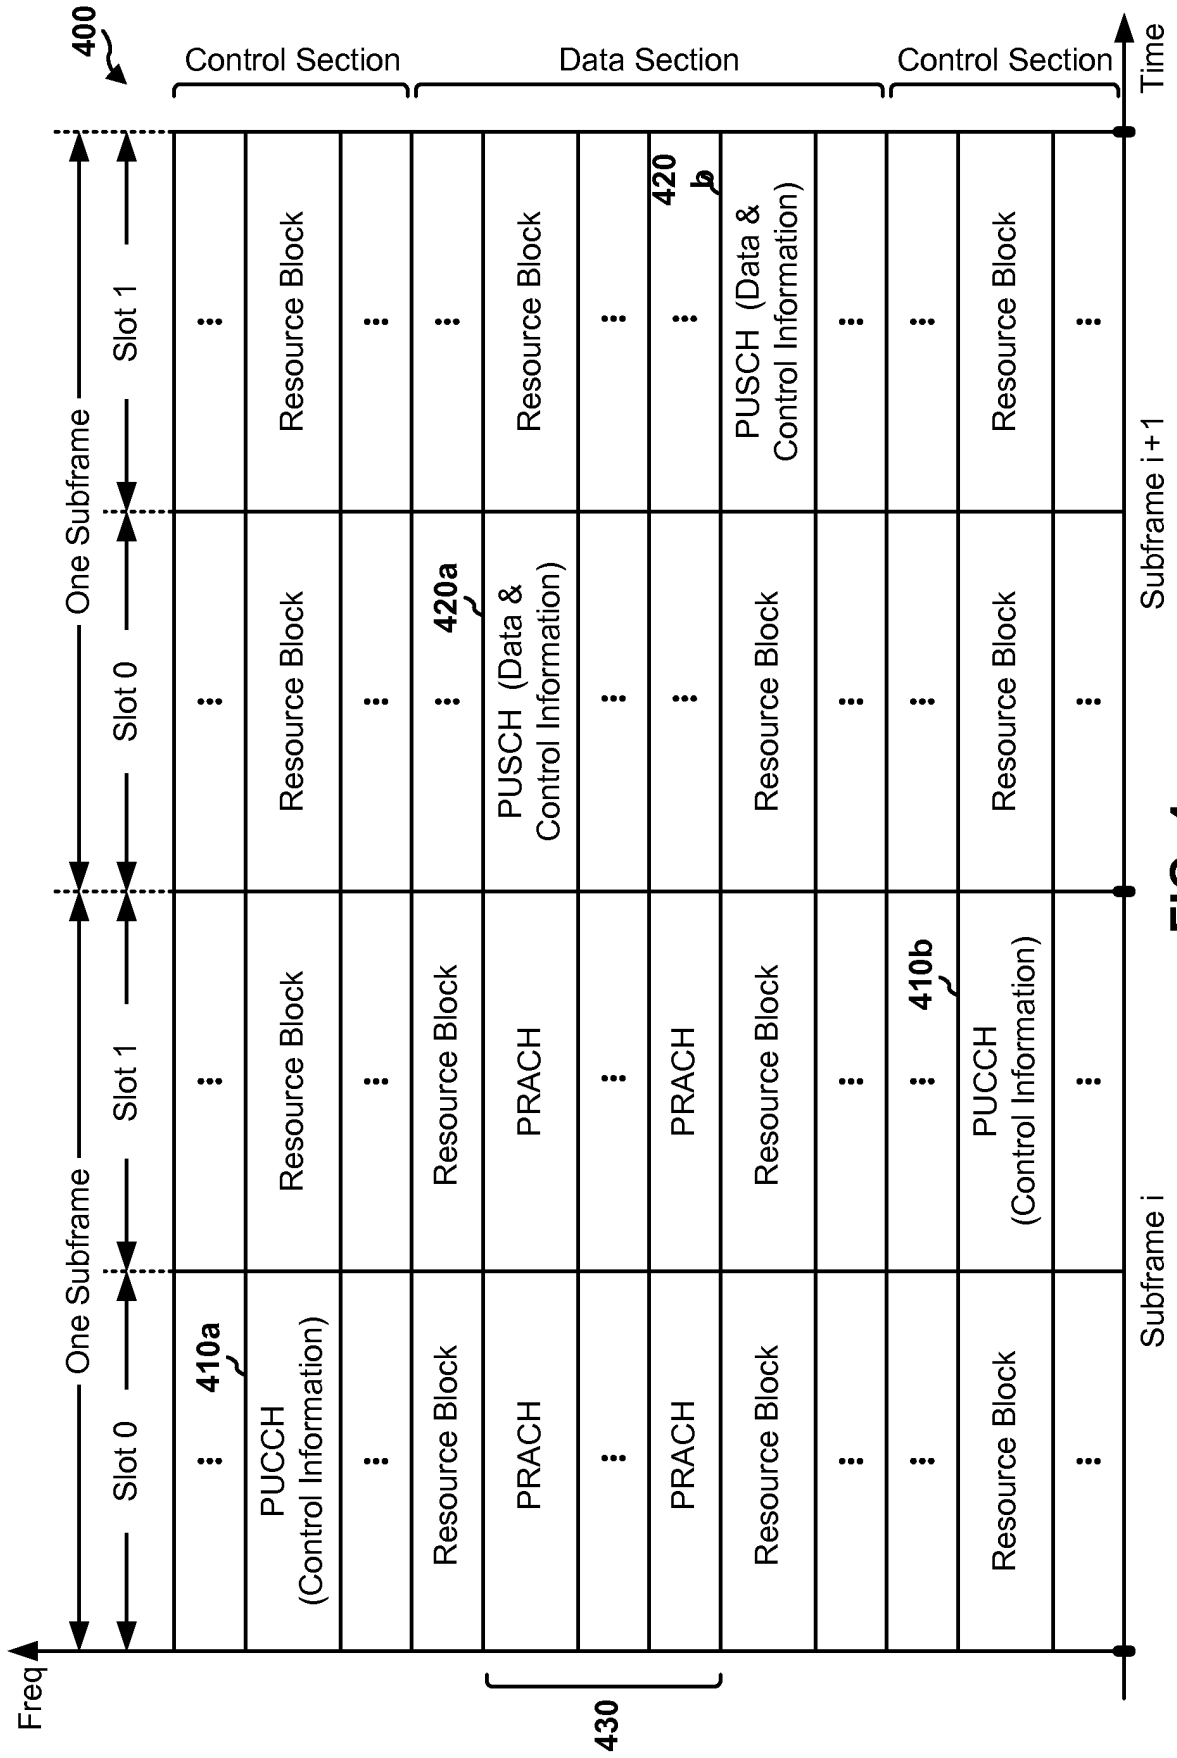 Freq
One Subframe
One Subframe
400
Slot 0
Slot 1
Slot 0
Slot 1
410a
...
...
...
...
Control Section
PUCCH
(Control Information)
Resource Block
Resource Block
Resource Block
...
...
...
...
420a
Resource Block
Resource Block
...
...
Data Section
PRACH
PRACH
PUSCH (Data &
Control Information)
Resource Block
430
...
...
...
...
420
b
PRACH
PRACH
...
...
Resource Block
Resource Block
Resource Block
PUSCH (Data &
Control Information)
...
...
...
...
410b
...
...
...
...
Control Section
Resource Block
PUCCH
(Control Information)
Resource Block
Resource Block
...
...
...
...
Subframe i
Subframe i+1
Time